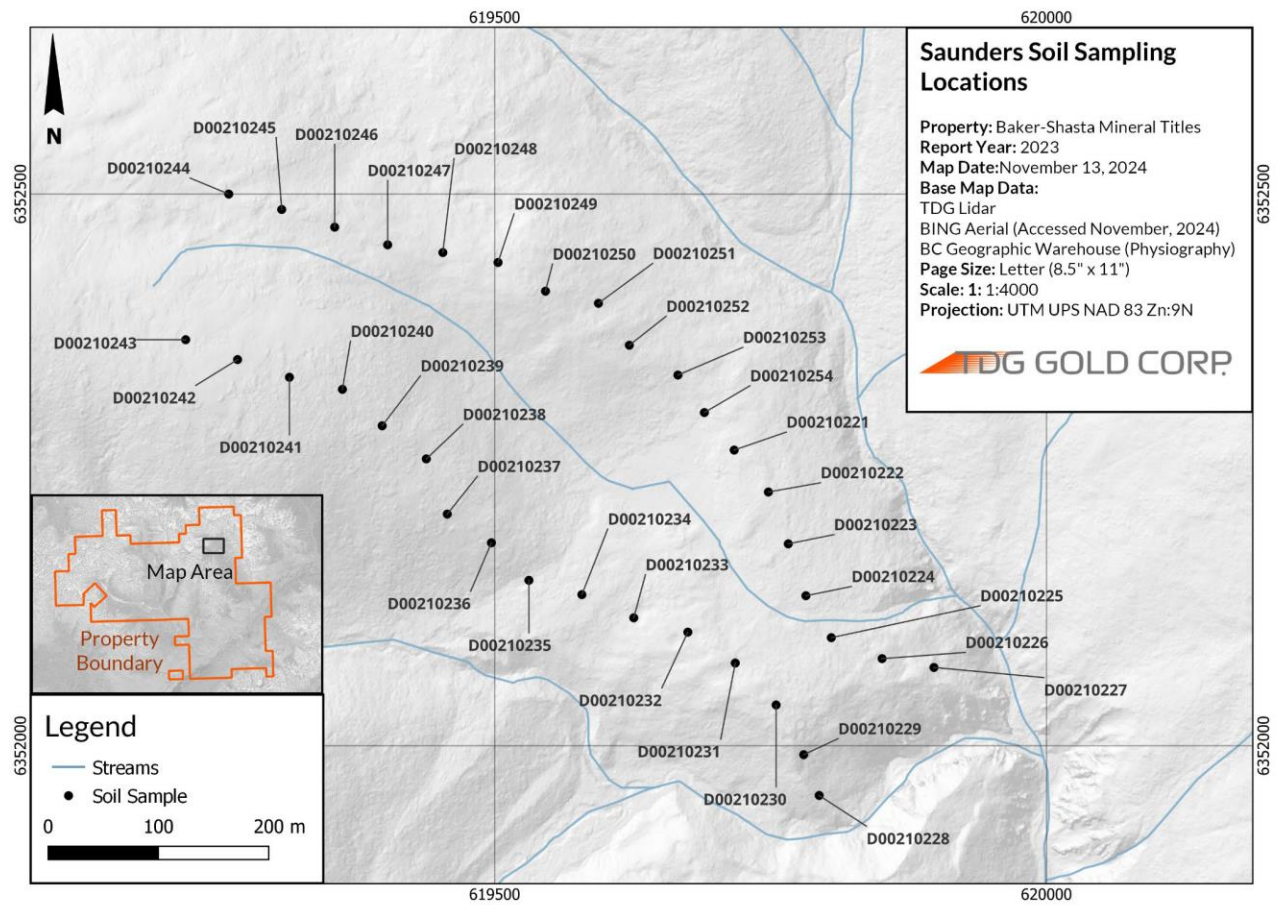 619500
620000
Saunders Soil Sampling
Locations
Property: Baker-Shasta Mineral Titles
Report Year: 2023
Map Date:November 13, 2024
Base Map Data:
TDG Lidar
BING Aerial (Accessed November, 2024)
BC Geographic Warehouse (Physiography)
Page Size: Letter (8.5" x 11")
Scale: 1: 1:4000
Projection: UTM UPS NAD 83 Zn:9N
TDG GOLD CORP.
N
D00210245
D00210246
D00210248
D00210244
D00210247
6352500
6352500
D00210249
D00210250
D00210251
D00210252
D00210243
D00210240
D00210253
D00210239
D00210254
D00210242
D00210238
D00210221
D00210241
D00210237
D00210222
D00210234
D00210223
Map Area
D00210233
D00210224
D00210236
D00210225
Property
Boundary
D00210235
D00210226
D00210227
D00210232
Legend
D00210229
D00210231
6352000
6352000
Streams
Soil Sample
D00210230
0 100 200 m
D00210228
619500
620000